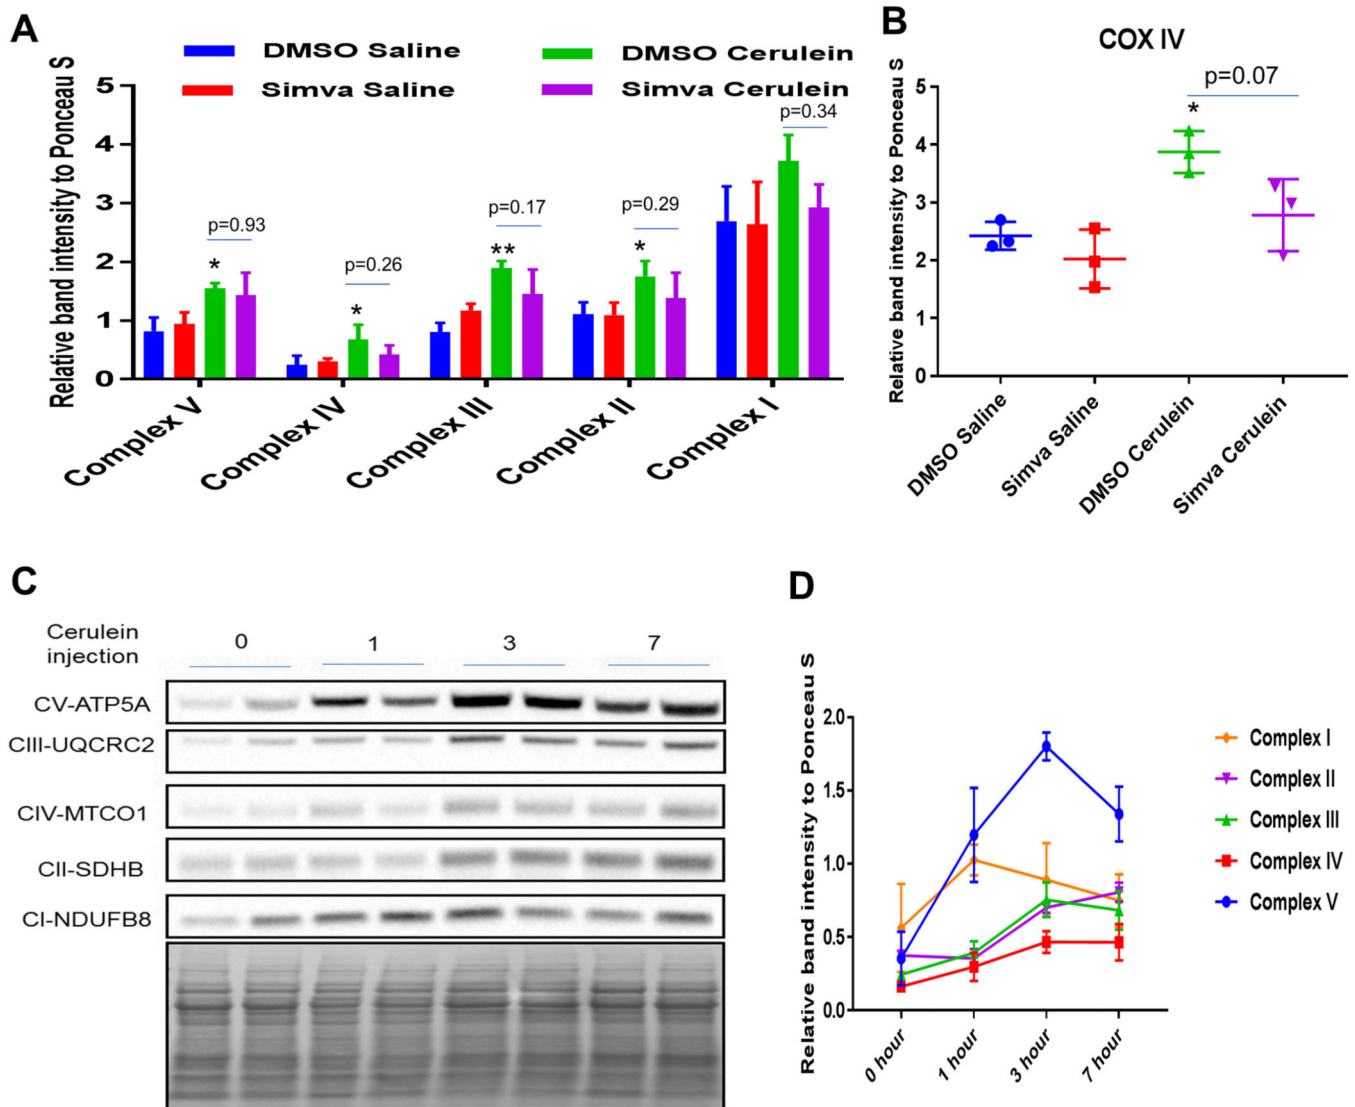 A
DMSO Saline
DMSO Cerulein
Simva Saline
Simva Cerulein
Relative band intensity to Ponceau S
5
4
3
2
1
0
p=0.93
*
p=0.26
*
p=0.17
**
p=0.29
*
p=0.34
Complex V
Complex IV
Complex III
Complex II
Complex I
B
COX IV
Relative band intensity to Ponceau S
5
4
3
2
1
0
p=0.07
*
DMSO Saline
Simva Saline
DMSO Cerulein
Simva Cerulein
C
Cerulein
injection
0
1
3
7
CV-ATP5A
CIII-UQCRC2
CIV-MTCO1
CII-SDHB
CI-NDUFB8
D
Relative band intensity to Ponceau S
2.0
1.5
1.0
0.5
0.0
0 hour
1 hour
3 hour
7 hour
Complex I
Complex II
Complex III
Complex IV
Complex V